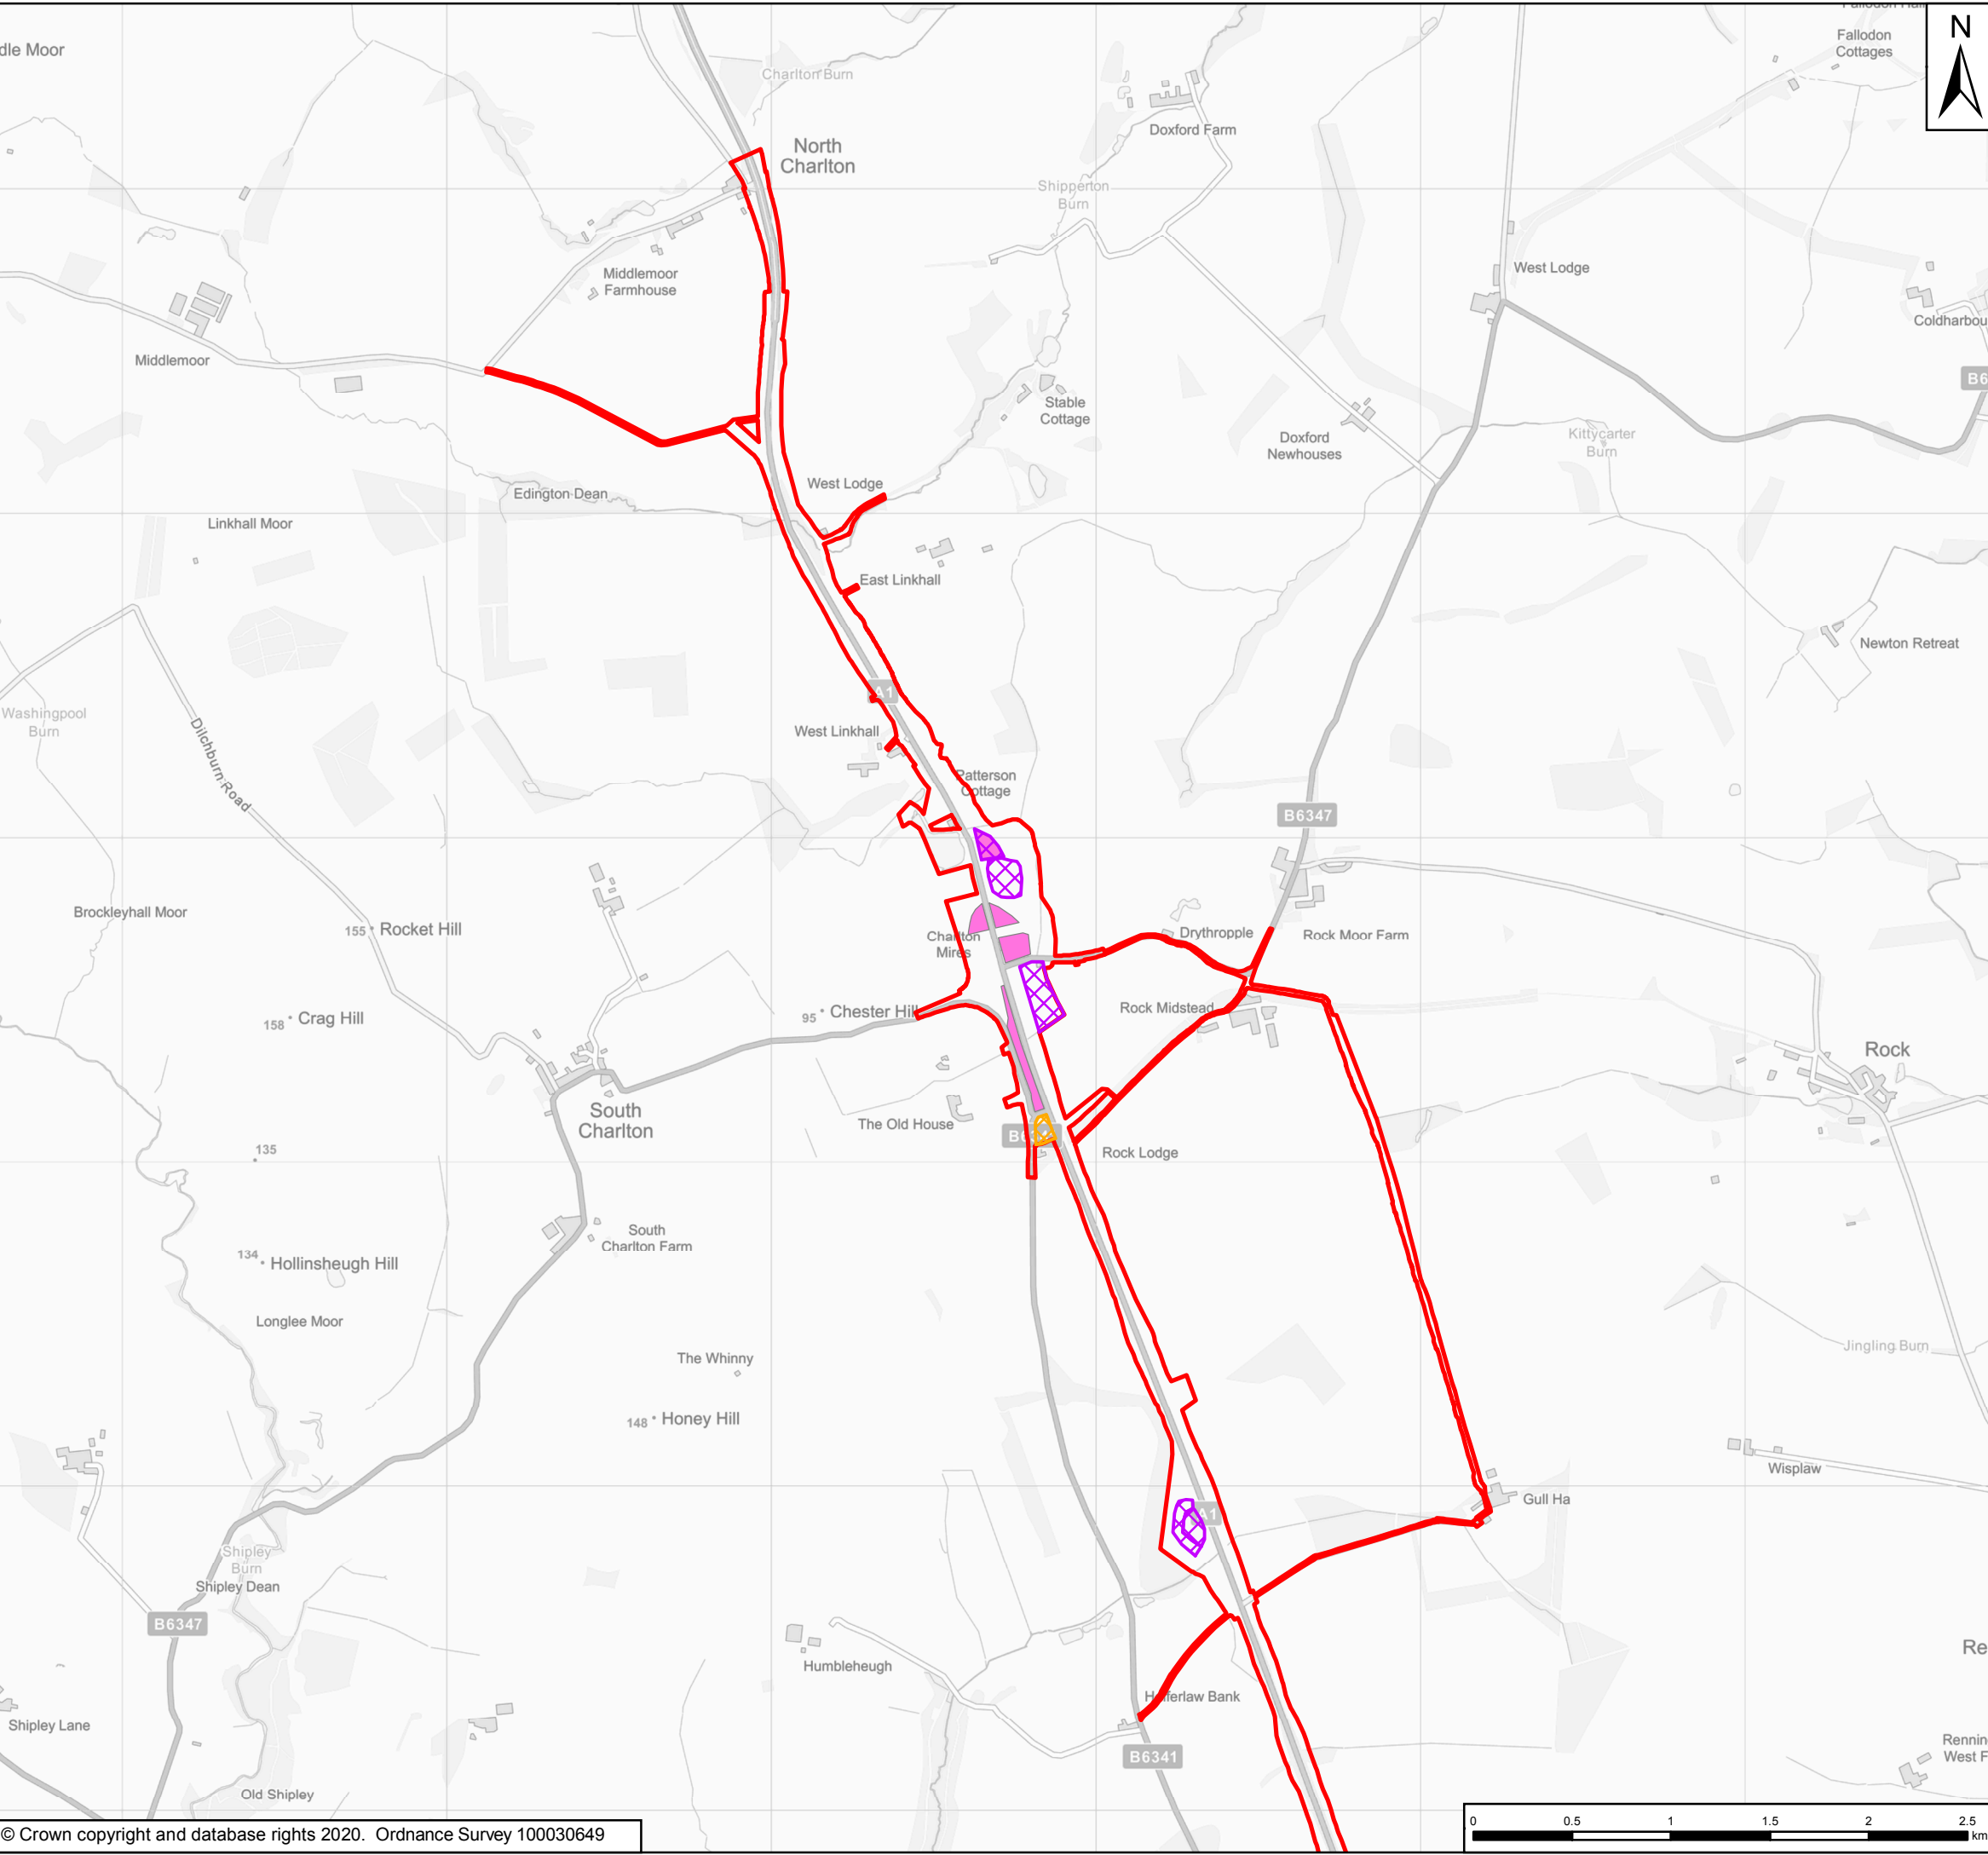 dle Moor
Charlton Burn
North
Charlton
Doxford Farm
Fallodon
Cottages
N
Shipperton
Burn
Middlemoor
Farmhouse
West Lodge
Coldharbou
Middlemoor
B6
Stable
Cottage
Doxford
Newhouses
Kittycarter
Burn
West Lodge
Edington Dean
Linkhall Moor
East Linkhall
Newton Retreat
A1
Washingpool
Burn
Dilchburn Road
West Linkhall
Patterson
Cottage
B6347
Brockleyhall Moor
155 Rocket Hill
Charlton
Mires
Drythropple
Rock Moor Farm
158 Crag Hill
95 Chester Hill
Rock Midstead
Rock
South
Charlton
The Old House
Rock Lodge
135
South
Charlton Farm
134 Hollinsheugh Hill
Longlee Moor
The Whinny
Jingling Burn
148 Honey Hill
Wisplaw
Gull Ha
A1
Shipley
Burn
Shipley Dean
B6347
Humbleheugh
Re
Heiferlaw Bank
Shipley Lane
B6341
Rennin
West F
Old Shipley
© Crown copyright and database rights 2020. Ordnance Survey 100030649
0 0.5 1 1.5 2 2.5
km